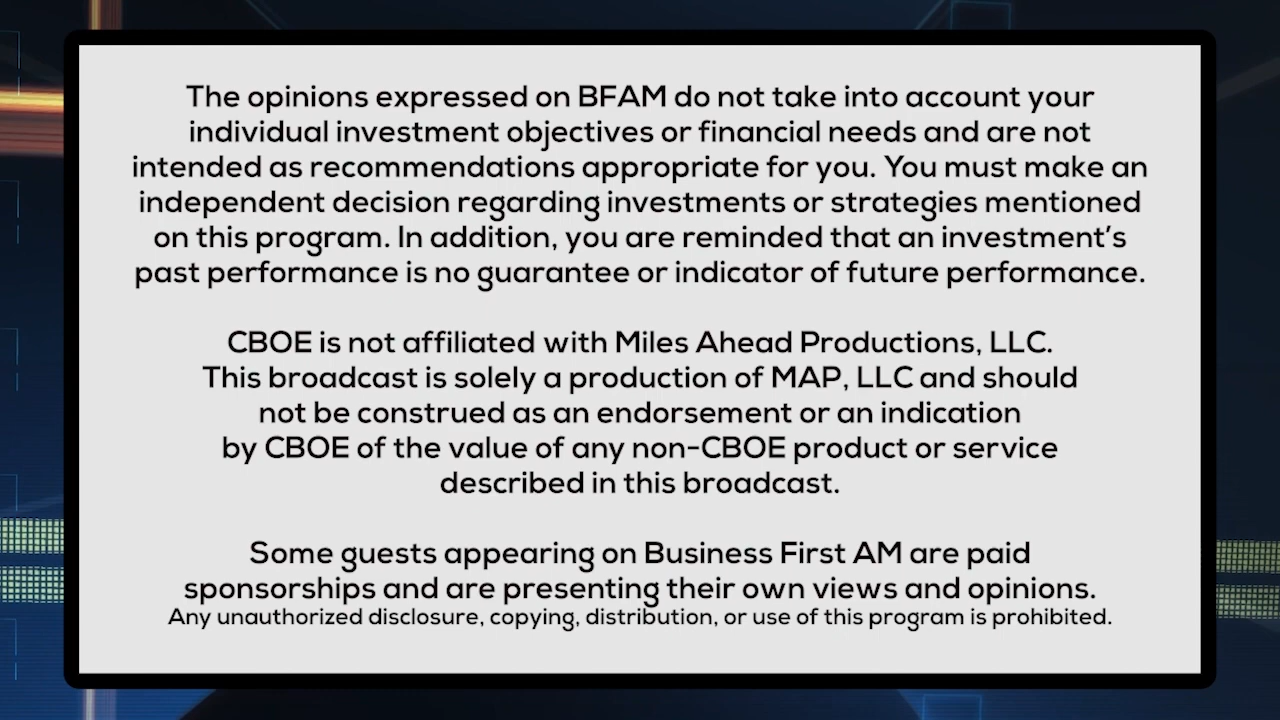 The opinions expressed on BFAM do not take into account your
individual investment objectives or financial needs and are not
intended as recommendations appropriate for you. You must make an
independent decision regarding investments or strategies mentioned
on this program. In addition, you are reminded that an investment’s
past performance is no guarantee or indicator of future performance.
CBOE is not affiliated with Miles Ahead Productions, LLC.
This broadcast is solely a production of MAP, LLC and should
not be construed as an endorsement or an indication
by CBOE of the value of any non-CBOE product or service
described in this broadcast.
Some guests appearing on Business First AM are paid
sponsorships and are presenting their own views and opinions.
Any unauthorized disclosure, copying, distribution, or use of this program is prohibited.